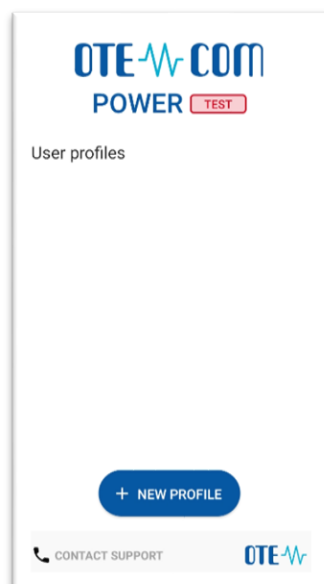 OTE COM
POWER TEST
User profiles
+ NEW PROFILE
CONTACT SUPPORT OTE